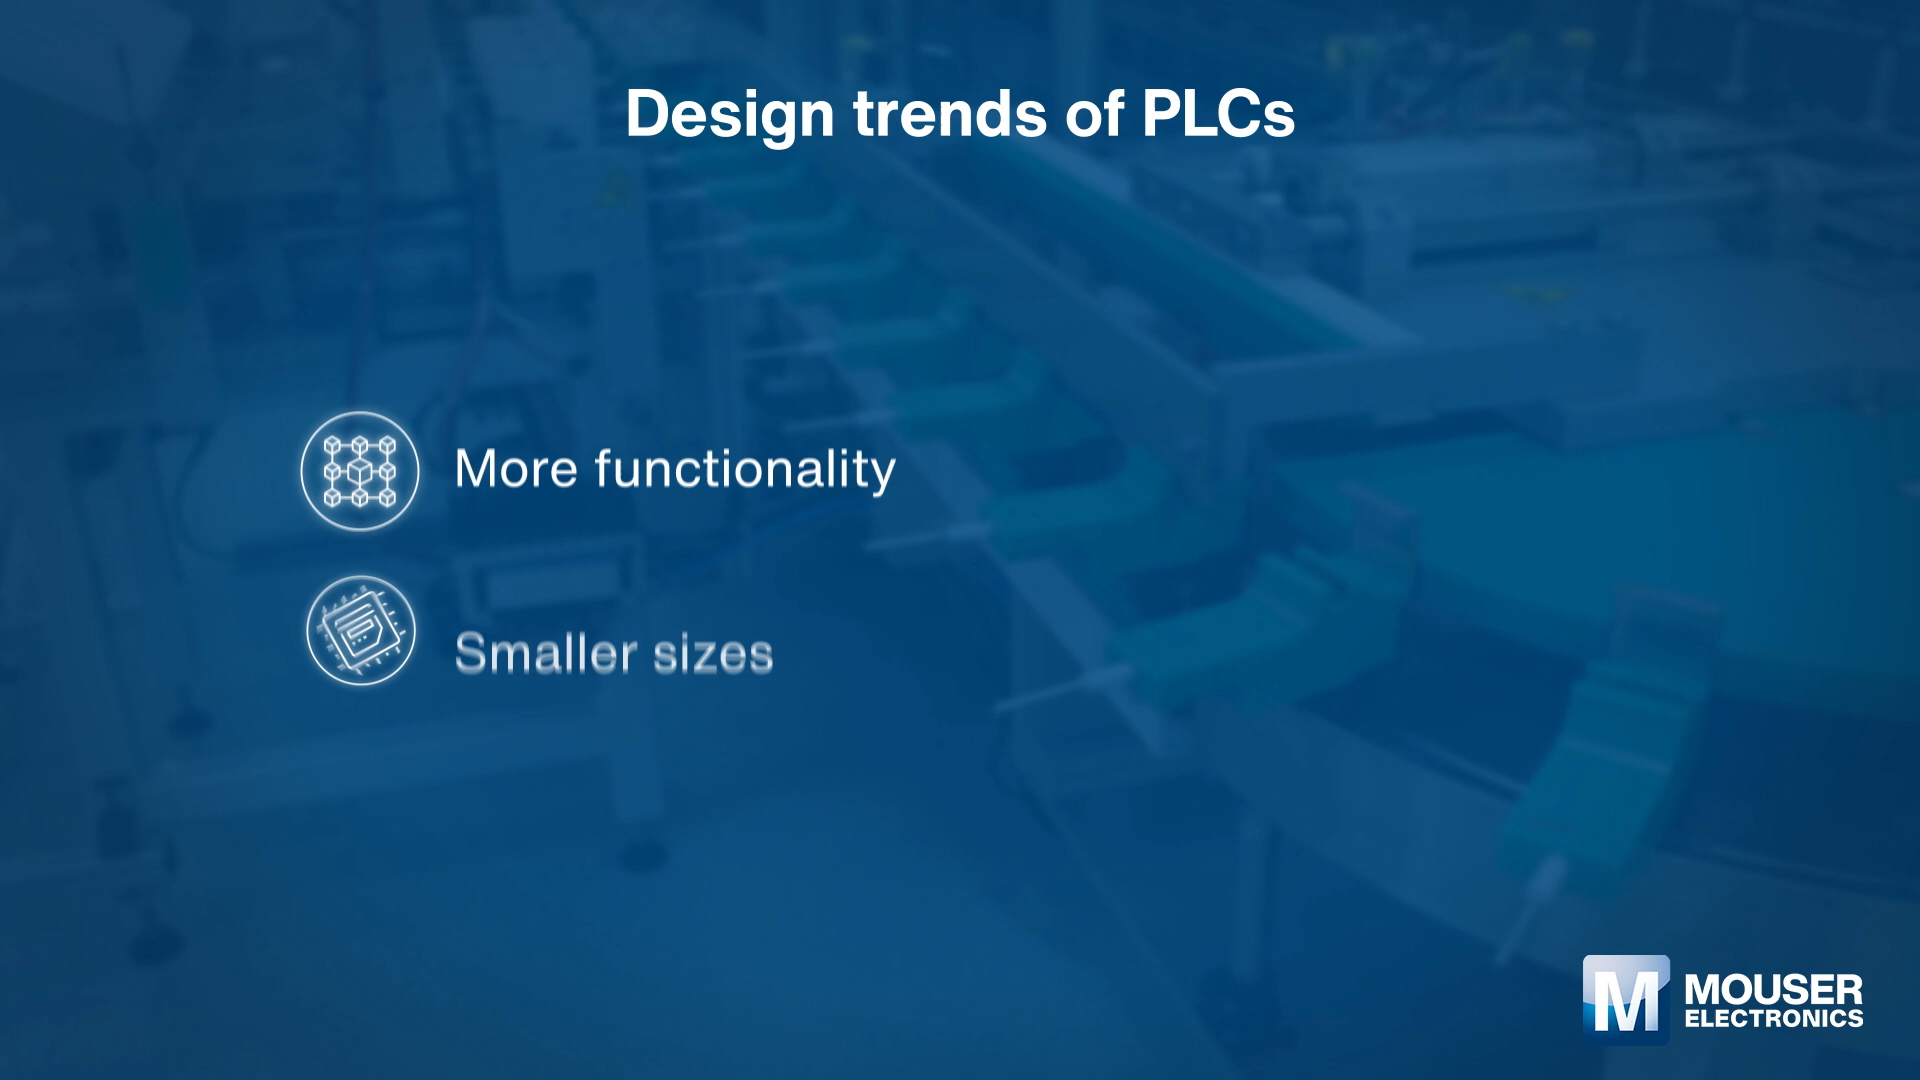 Design trends of PLCs
More functionality
Smaller sizes
M MOUSER
ELECTRONICS